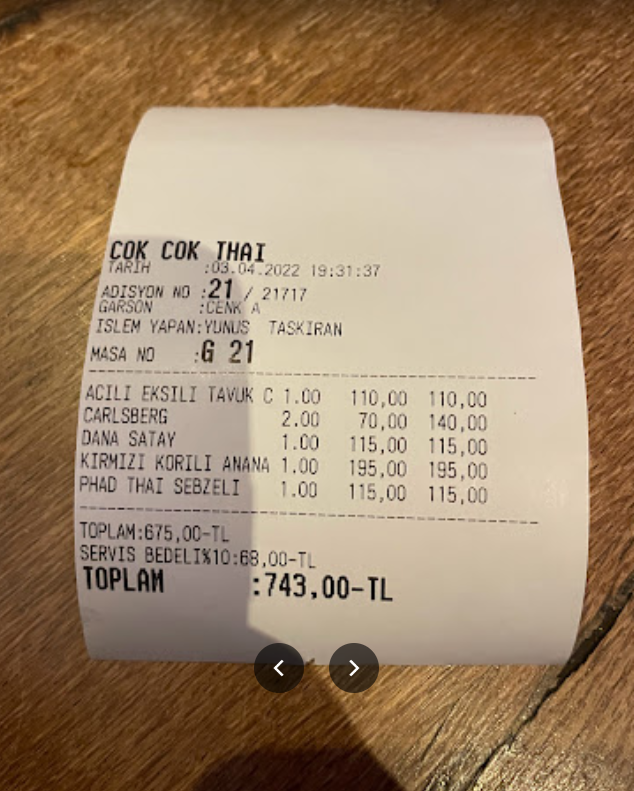 COK COK THAI
TARIH :03.04.2022 19:31:37
ADISYON NO :21 / 21717
GARSON :CENK A
ISLEM YAPAN:YUNUS TASKIRAN
MASA NO :G 21
ACILI EKSILI TAVUK C 1.00 110,00 110,00
CARLSBERG 2.00 70,00 140,00
DANA SATAY 1.00 115,00 115,00
KIRMIZI KORILI ANANA 1.00 195,00 195,00
PHAD THAI SEBZELI 1.00 115,00 115,00
TOPLAM:675,00-TL
SERVIS BEDELI%10:68,00-TL
TOPLAM :743,00-TL